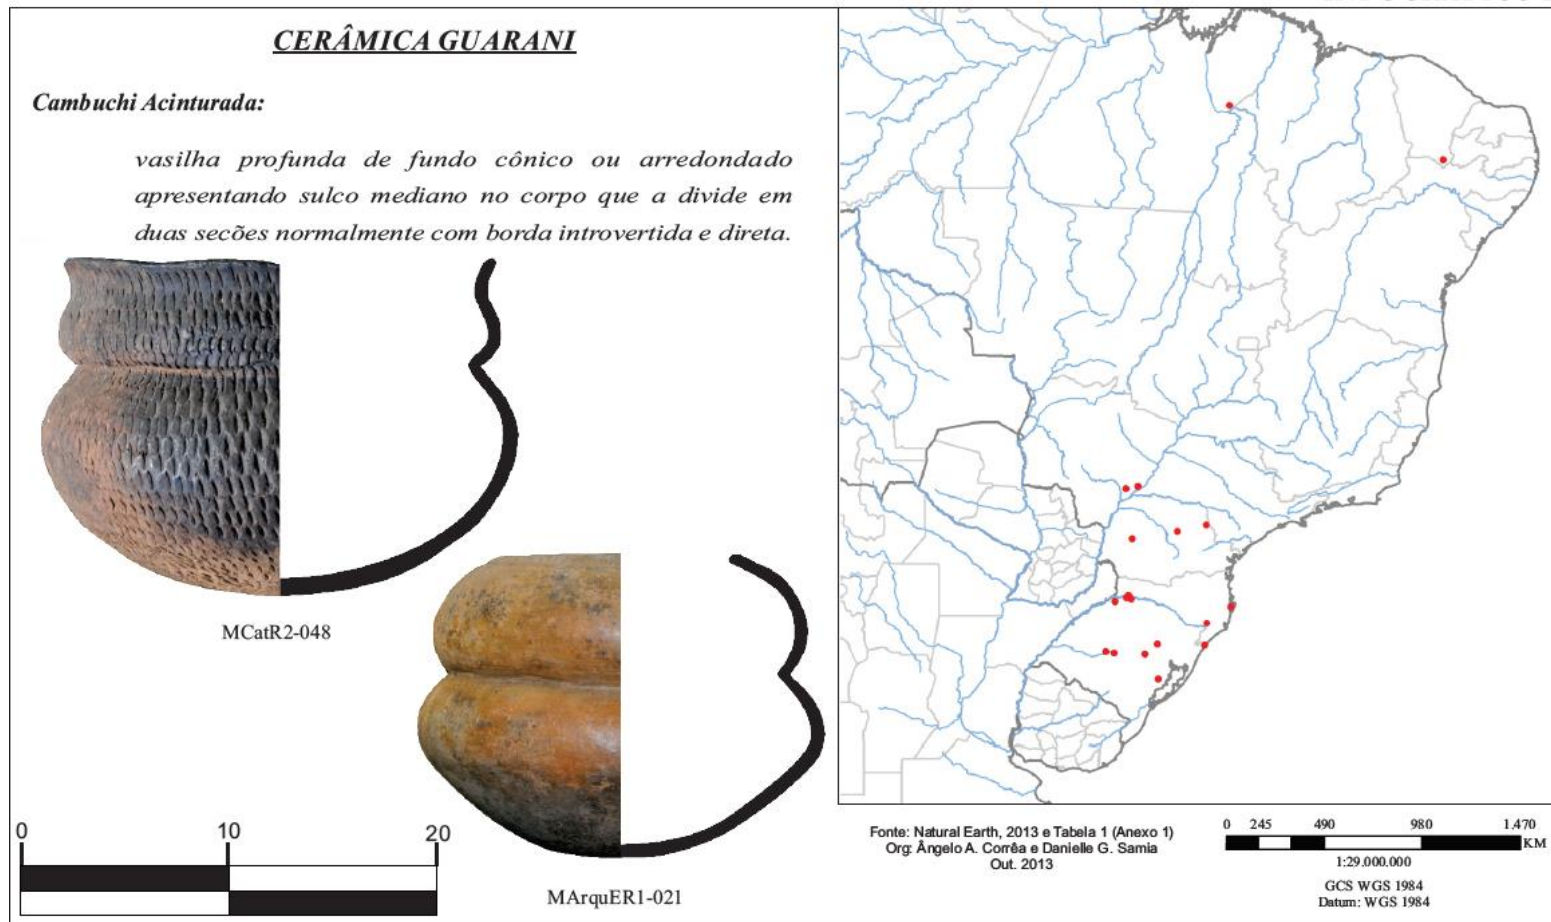 CERÂMICA GUARANI
Cambuchi Acinturada:
vasilha profunda de fundo cônico ou arredondado
apresentando sulco mediano no corpo que a divide em
duas secões normalmente com borda introvertida e direta.
MCatR2-048
MArquER1-021
0 10 20
Fonte: Natural Earth, 2013 e Tabela 1 (Anexo 1)
Org: Ângelo A. Corrêa e Danielle G. Samia
Out. 2013
0 245 490 980 1.470
KM
1:29.000.000
GCS WGS 1984
Datum: WGS 1984